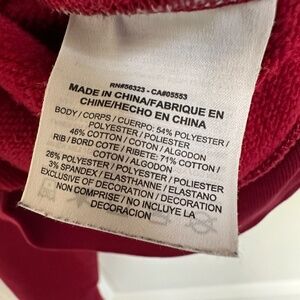 RN#56323 - CA#05553
MADE IN CHINA/FABRIQUE EN
CHINE/HECHO EN CHINA
BODY / CORPS / CUERPO: 54% POLYESTER /
POLYESTER / POLIESTER
46% COTTON / COTON / ALGODON
RIB / BORD COTE / RIBETE: 71% COTTON /
COTON / ALGODON
26% POLYESTER / POLYESTER / POLIESTER
3% SPANDEX / ELASTHANNE / ELASTANO
EXCLUSIVE OF DECORATION / DECORATION
NON COMPRISE / NO INCLUYE LA
DECORACION